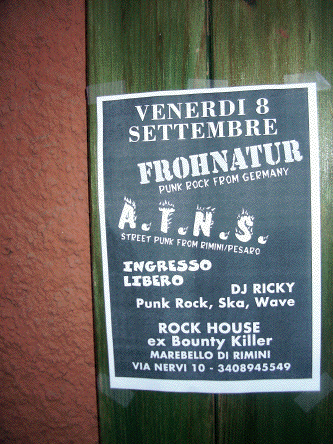 VENERDI 8
SETTEMBRE
FROHNATUR
PUNK ROCK FROM GERMANY
A.T.N.S.
STREET PUNK FROM RIMINI/PESARO
INGRESSO
LIBERO
DJ RICKY
Punk Rock, Ska, Wave
ROCK HOUSE
ex Bounty Killer
MAREBELLO DI RIMINI
VIA NERVI 10 - 3408945549